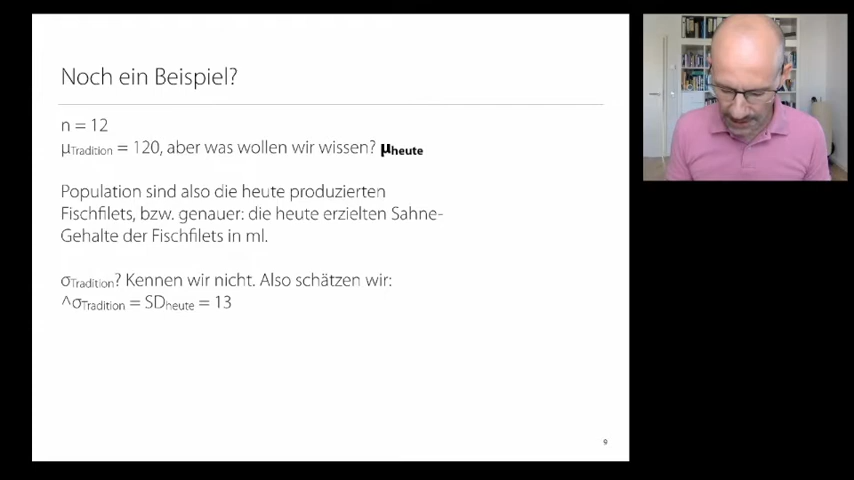 Noch ein Beispiel?
n = 12
μTradition = 120, aber was wollen wir wissen? μheute
Population sind also die heute produzierten
Fischfilets, bzw. genauer: die heute erzielten Sahne-
Gehalte der Fischfilets in ml.
σTradition? Kennen wir nicht. Also schätzen wir:
^σTradition = SDheute = 13
9